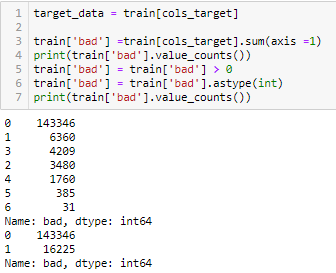 1 target_data = train[cols_target]
2
3 train['bad'] =train[cols_target].sum(axis =1)
4 print(train['bad'].value_counts())
5 train['bad'] = train['bad'] > 0
6 train['bad'] = train['bad'].astype(int)
7 print(train['bad'].value_counts())
0 143346
1 6360
3 4209
2 3480
4 1760
5 385
6 31
Name: bad, dtype: int64
0 143346
1 16225
Name: bad, dtype: int64